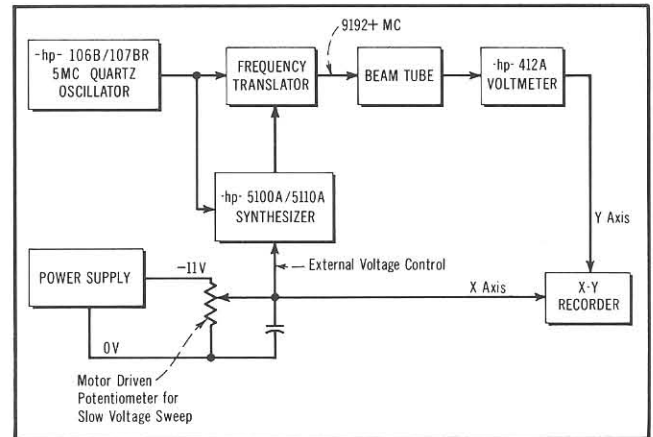 9192+ MC
-hp- 106B/107BR
5MC QUARTZ
OSCILLATOR
FREQUENCY
TRANSLATOR
BEAM TUBE
-hp- 412A
VOLTMETER
-hp- 5100A/5110A
SYNTHESIZER
Y Axis
External Voltage Control
POWER SUPPLY
-11V
X Axis
X-Y
RECORDER
0V
Motor Driven
Potentiometer for
Slow Voltage Sweep